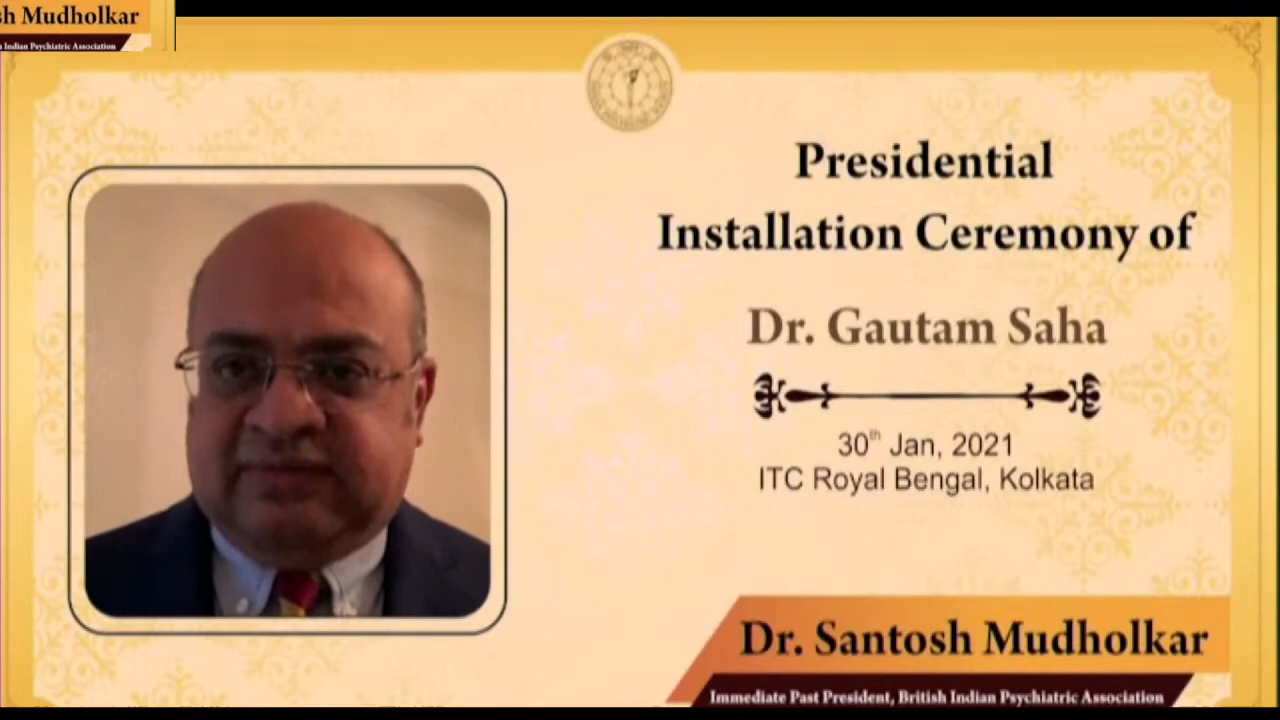 sh Mudholkar
Indian Psychiatric Association
Presidential
Installation Ceremony of
Dr. Gautam Saha
30th Jan, 2021
ITC Royal Bengal, Kolkata
Dr. Santosh Mudholkar
Immediate Past President, British Indian Psychiatric Association